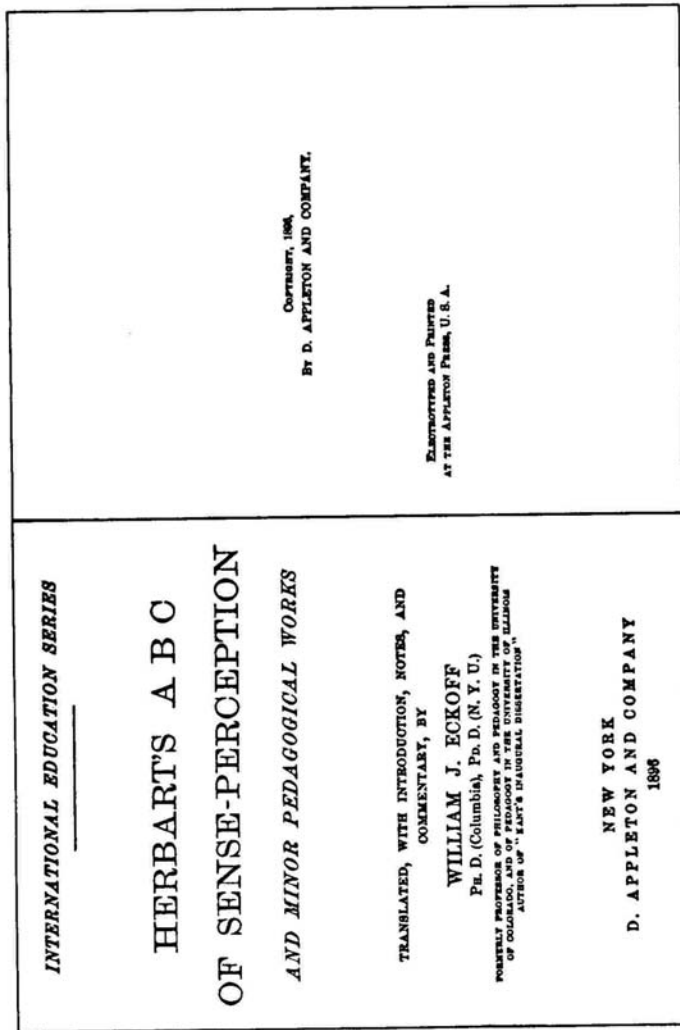 INTERNATIONAL EDUCATION SERIES
HERBART'S A B C
OF SENSE-PERCEPTION
AND MINOR PEDAGOGICAL WORKS
TRANSLATED, WITH INTRODUCTION, NOTES, AND
COMMENTARY, BY
WILLIAM J. ECKOFF
PH. D. (Columbia), PD. D. (N. Y. U.)
FORMERLY PROFESSOR OF PHILOSOPHY AND PEDAGOGY IN THE UNIVERSITY
OF COLORADO, AND OF PEDAGOGY IN THE UNIVERSITY OF ILLINOIS
AUTHOR OF "KANT'S INAUGURAL DISSERTATION"
NEW YORK
D. APPLETON AND COMPANY
1896
COPYRIGHT, 1896,
BY D. APPLETON AND COMPANY.
ELECTROTYPED AND PRINTED
AT THE APPLETON PRESS, U. S. A.